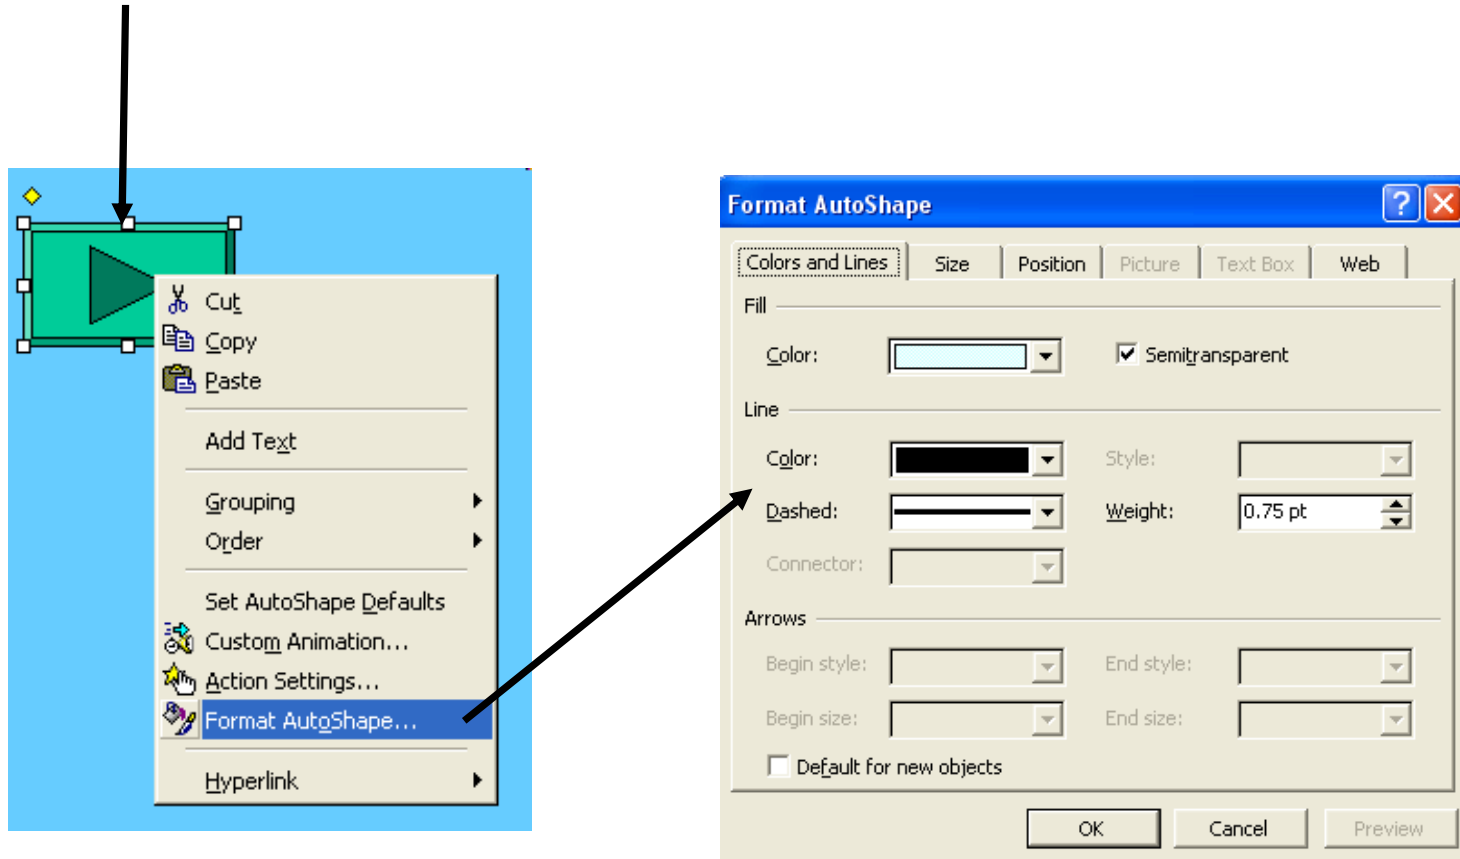 Cut
Copy
Paste
Add Text
Grouping
Order
Set AutoShape Defaults
Custom Animation...
Action Settings...
Format AutoShape...
Hyperlink
Format AutoShape
Colors and Lines Size Position Picture Text Box Web
Fill
Color: Semitransparent
Line
Color: Style:
Dashed: Weight: 0.75 pt
Connector:
Arrows
Begin style: End style:
Begin size: End size:
Default for new objects
OK Cancel Preview